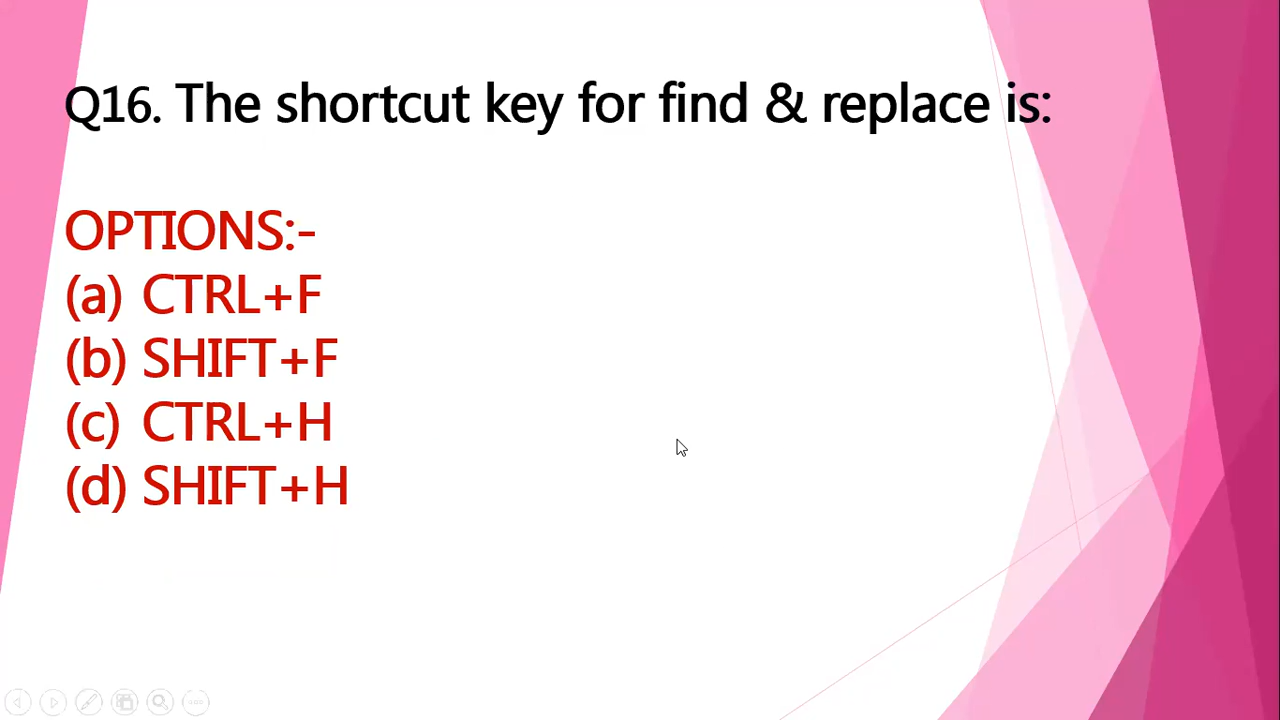 Q16. The shortcut key for find & replace is:
OPTIONS:-
(a) CTRL+F
(b) SHIFT+F
(c) CTRL+H
(d) SHIFT+H